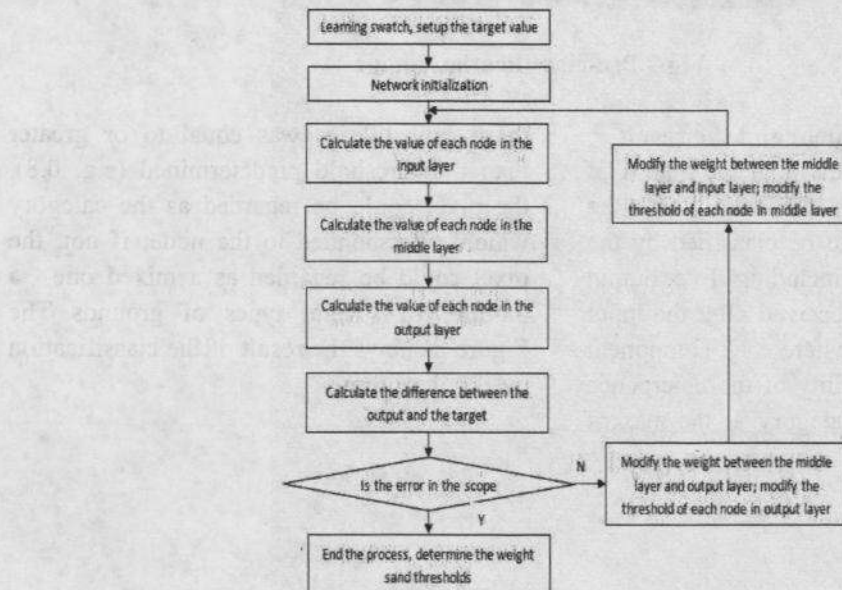 Learning swatch, setup the target value
Network initialization
Calculate the value of each node in the
input layer
Calculate the value of each node in the
middle layer
Calculate the value of each node in the
output layer
Calculate the difference between the
output and the target
Is the error in the scope
N
Y
End the process, determine the weight
sand thresholds
Modify the weight between the middle
layer and output layer; modify the
threshold of each node in output layer
Modify the weight between the middle
layer and input layer; modify the
threshold of each node in middle layer